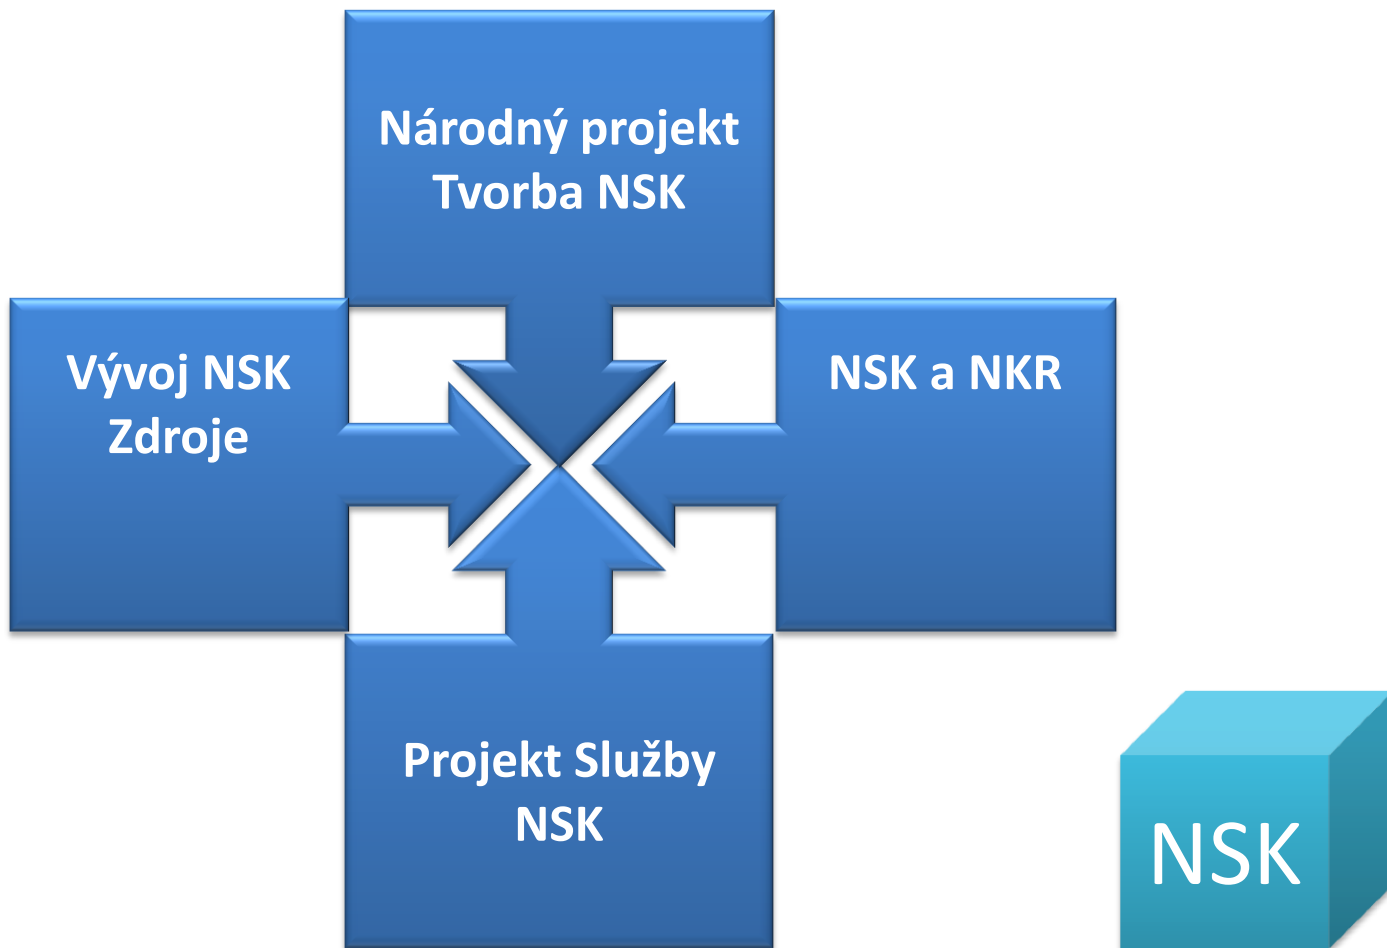 Národný projekt
Tvorba NSK
Vývoj NSK
Zdroje
NSK a NKR
Projekt Služby
NSK
NSK